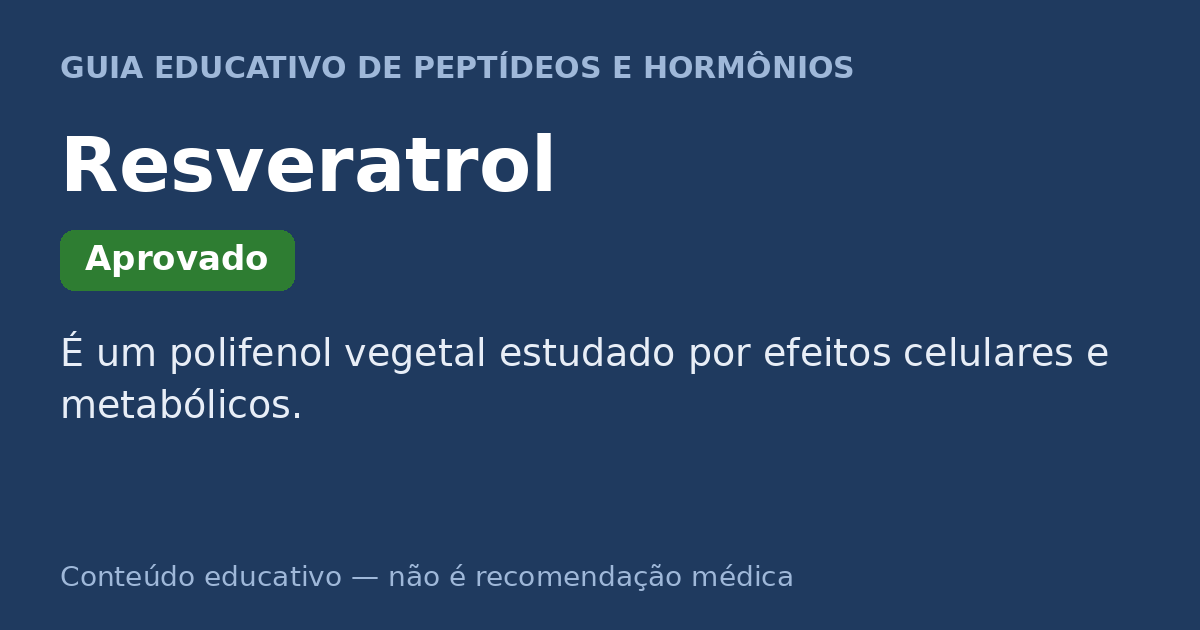 GUIA EDUCATIVO DE PEPTÍDEOS E HORMÔNIOS
Resveratrol
Aprovado
É um polifenol vegetal estudado por efeitos celulares e
metabólicos.
Conteúdo educativo — não é recomendação médica